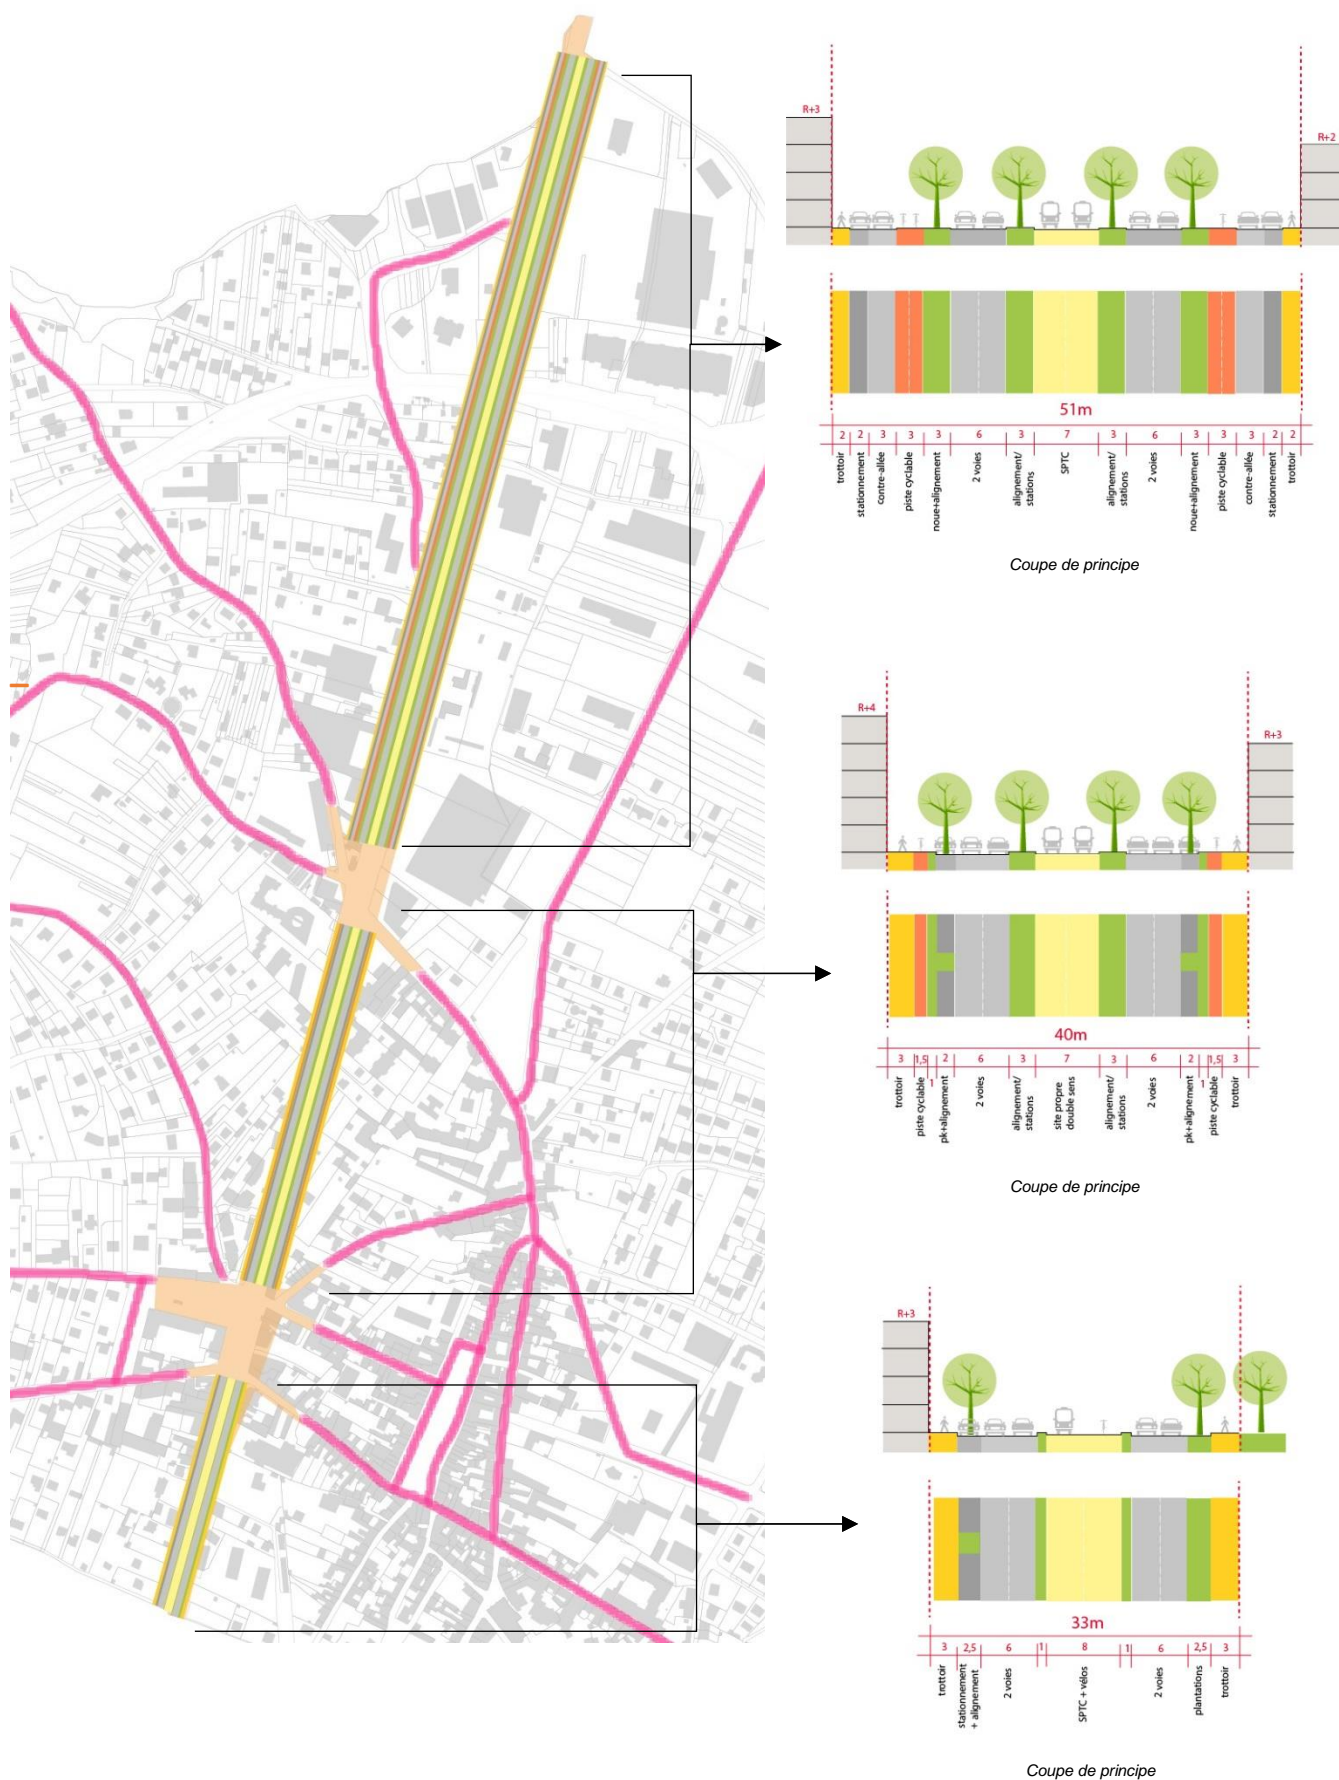 R+3
R+2
51m
2 2 3 3 3 6 3 7 3 6 3 3 3 2 2
trottoir
stationnement
contre-allée
piste cyclable
noue+alignement
2 voies
alignement/
stations
SPTC
alignement/
stations
2 voies
noue+alignement
piste cyclable
contre-allée
stationnement
trottoir
Coupe de principe
R+4
R+3
40m
3 1,5 1 2 6 3 7 3 6 2 1 1,5 3
trottoir
piste cyclable
pk+alignement
2 voies
alignement/
stations
site propre
double sens
alignement/
stations
2 voies
pk+alignement
piste cyclable
trottoir
Coupe de principe
R+3
33m
3 2,5 6 1 8 1 6 2,5 3
trottoir
stationnement
+ alignement
2 voies
SPTC + vélos
2 voies
plantations
trottoir
Coupe de principe